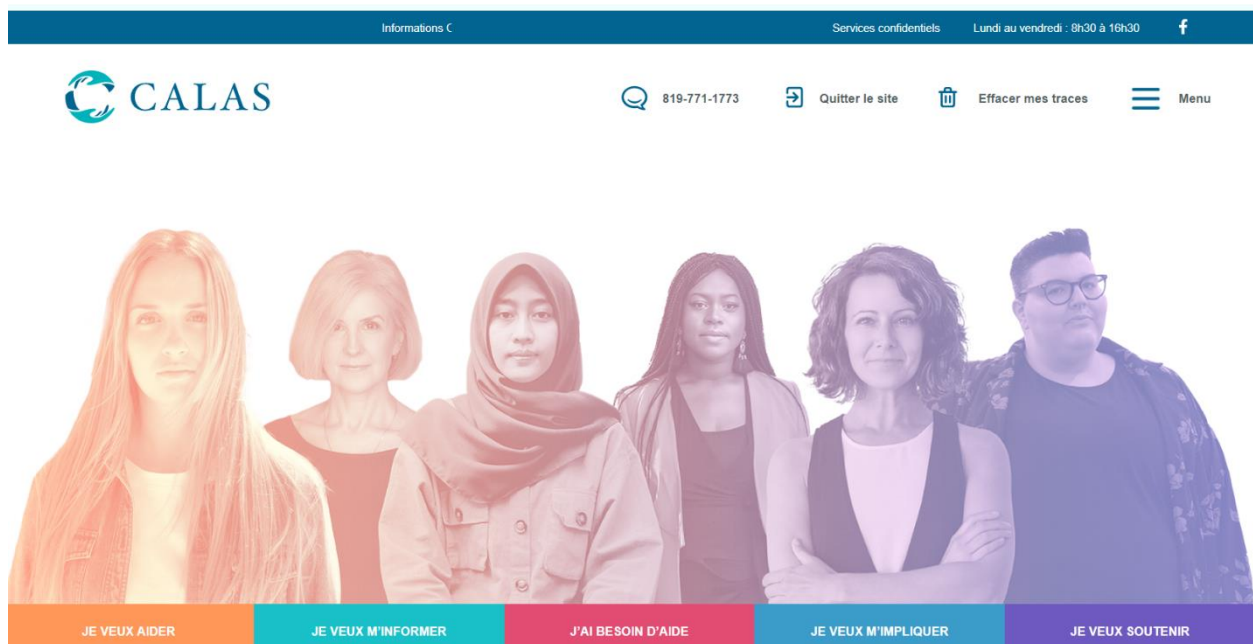 Informations
Services confidentiels
Lundi au vendredi : 8h30 à 16h30
f
CALAS
819-771-1773
Quitter le site
Effacer mes traces
Menu
JE VEUX AIDER
JE VEUX M'INFORMER
J'AI BESOIN D'AIDE
JE VEUX M'IMPLIQUER
JE VEUX SOUTENIR